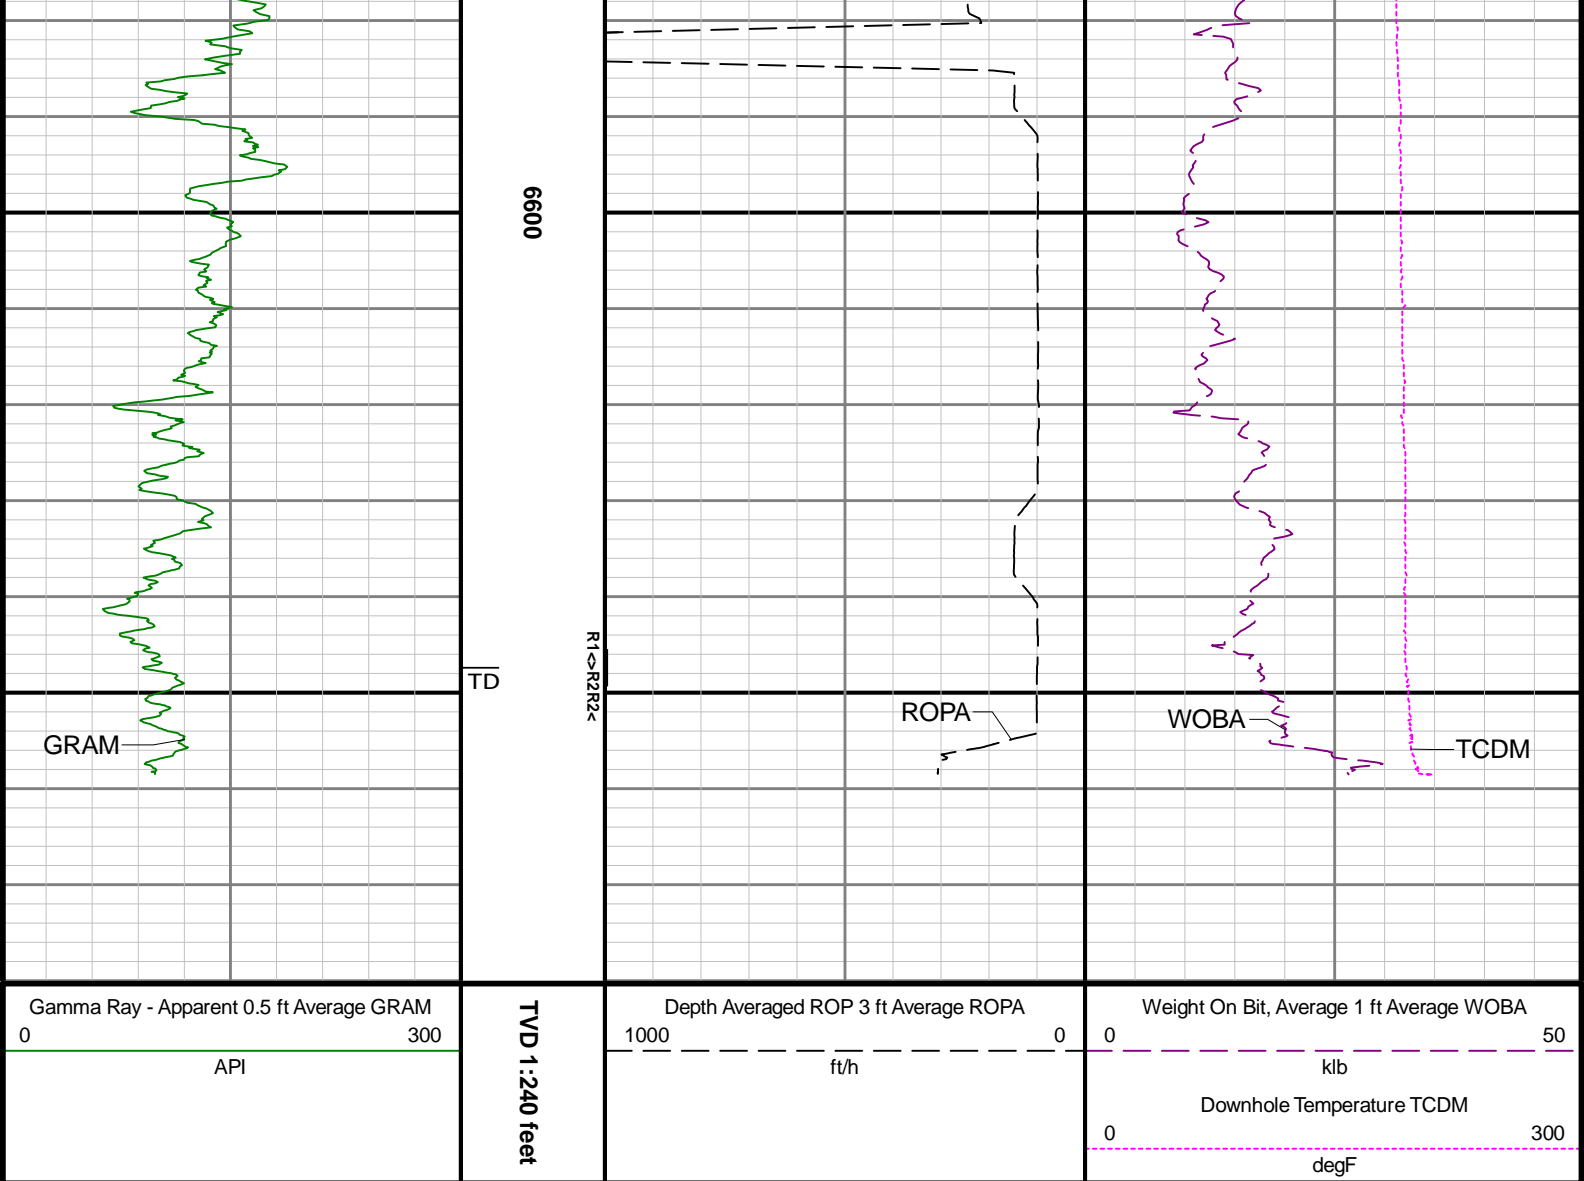 6600
TD
R1<>R2R2<
GRAM
ROPA
WOBA
TCDM
Gamma Ray - Apparent 0.5 ft Average GRAM
0 300
API
TVD 1:240 feet
Depth Averaged ROP 3 ft Average ROPA
1000 0
ft/h
Weight On Bit, Average 1 ft Average WOBA
0 50
klb
Downhole Temperature TCDM
0 300
degF